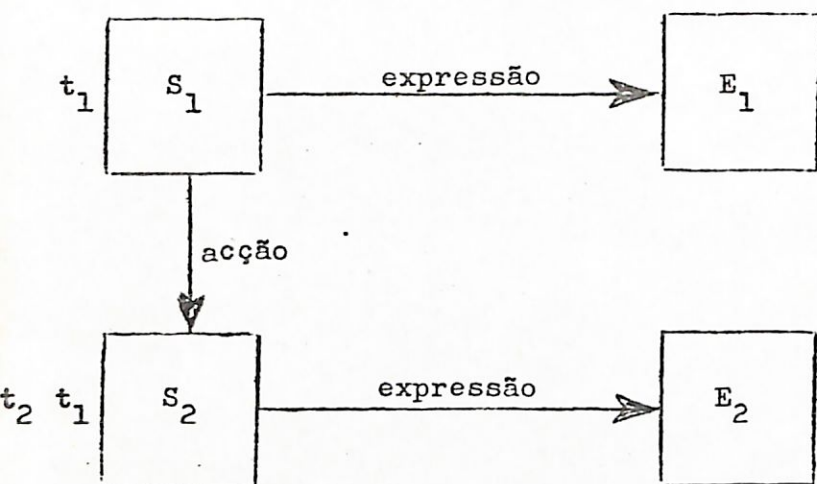 expressão
t₁ S₁ E₁
acção
expressão
t₂ t₁ S₂ E₂